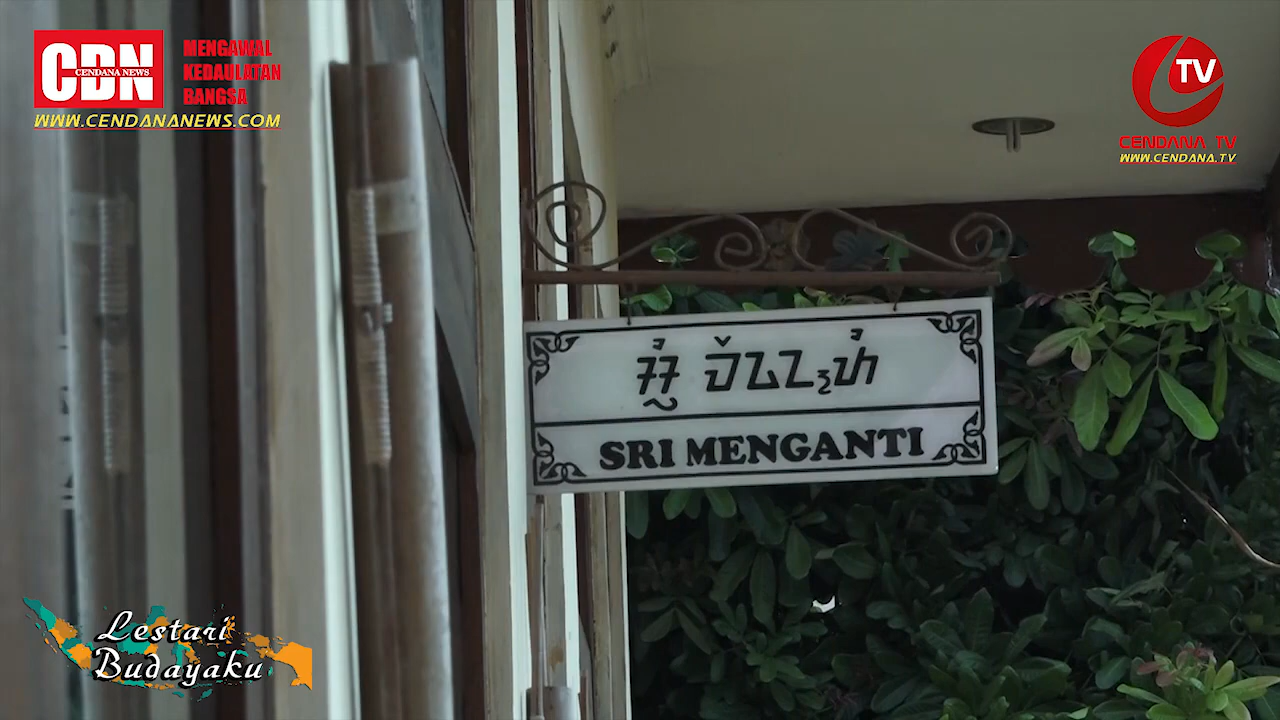 CDN
CENDANA NEWS
MENGAWAL
KEDAULATAN
BANGSA
WWW.CENDANANEWS.COM
TV
CENDANA TV
WWW.CENDANA.TV
ᮞᮢᮤ ᮙᮨᮍᮔ᮪ᮒᮤ
SRI MENGANTI
Lestari
Budayaku